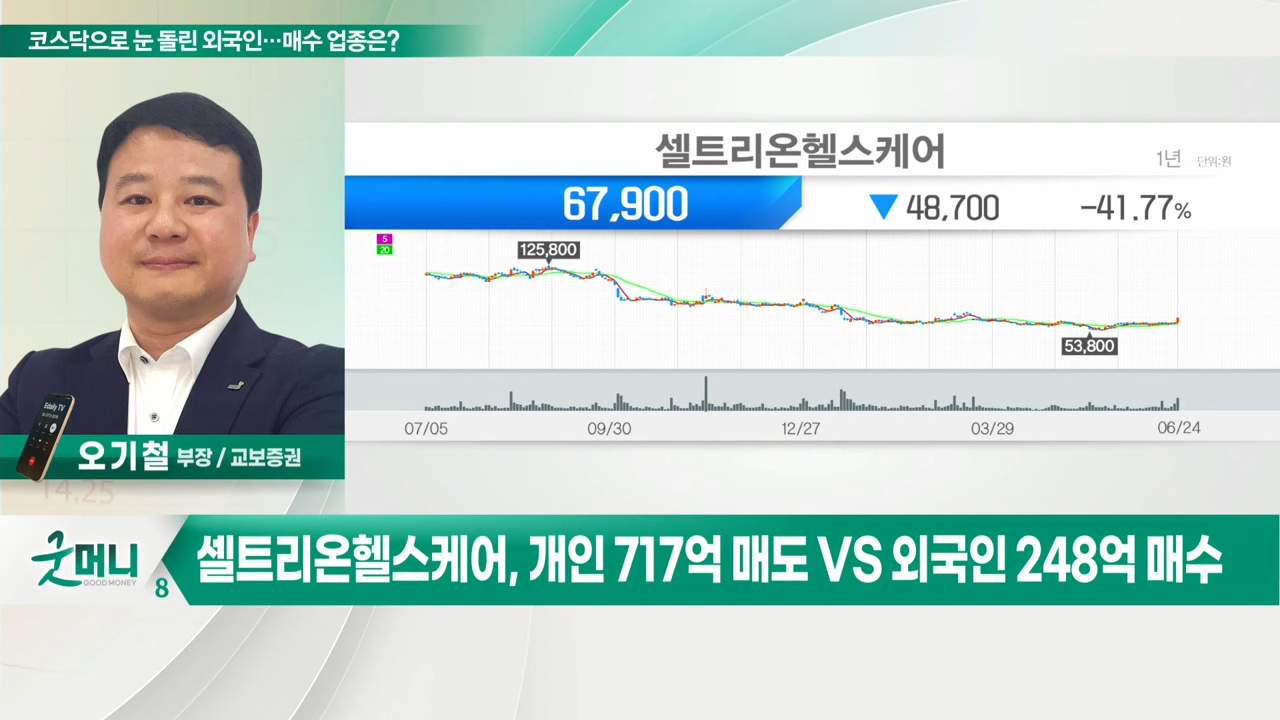 코스닥으로 눈 돌린 외국인…매수 업종은?
셀트리온헬스케어
1년 단위:원
67,900 ▼ 48,700 -41.77%
5
20
125,800
53,800
07/05 09/30 12/27 03/29 06/24
Edaily TV
오기철 부장 / 교보증권
14.25
굿머니
GOOD MONEY
8
셀트리온헬스케어, 개인 717억 매도 VS 외국인 248억 매수